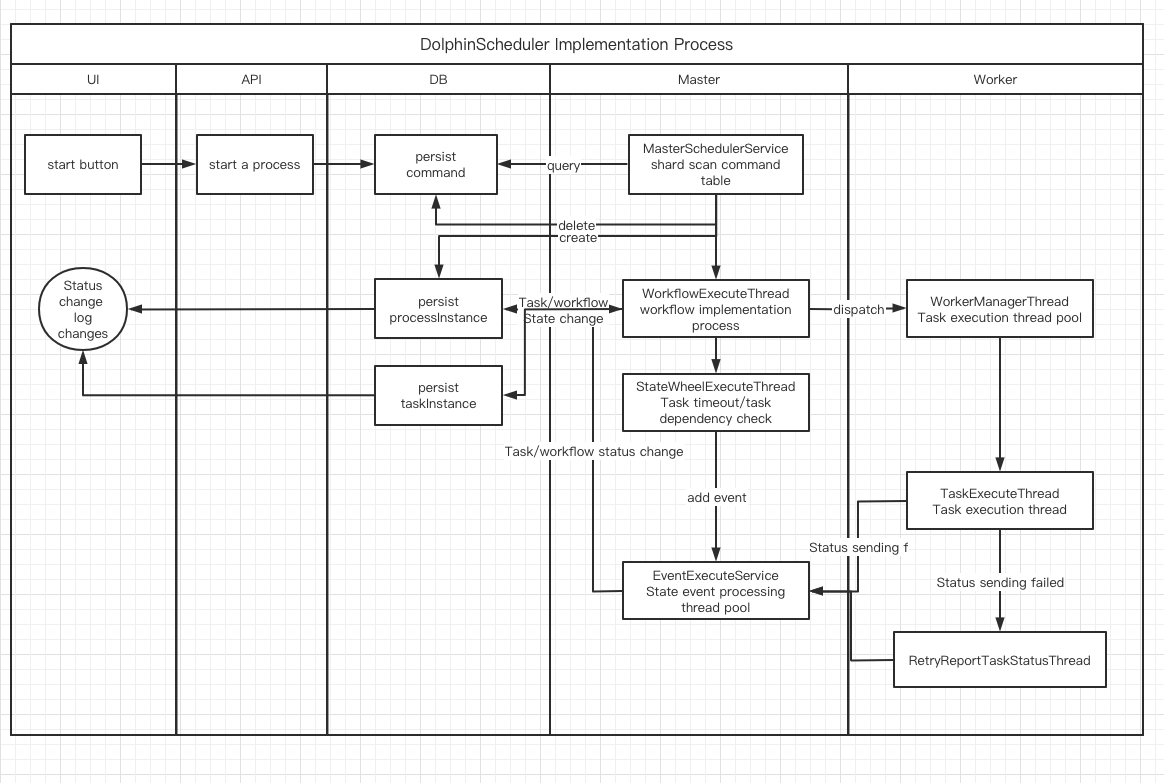 DolphinScheduler Implementation Process
UI
API
DB
Master
Worker
start button
start a process
persist
command
query
MasterSchedulerService
shard scan command
table
delete
create
Status
change
log
changes
persist
processInstance
Task/workflow
State change
WorkflowExecuteThread
workflow implementation
process
dispatch
WorkerManagerThread
Task execution thread pool
persist
taskInstance
StateWheelExecuteThread
Task timeout/task
dependency check
Task/workflow status change
add event
TaskExecuteThread
Task execution thread
Status sending f
EventExecuteService
State event processing
thread pool
Status sending failed
RetryReportTaskStatusThread